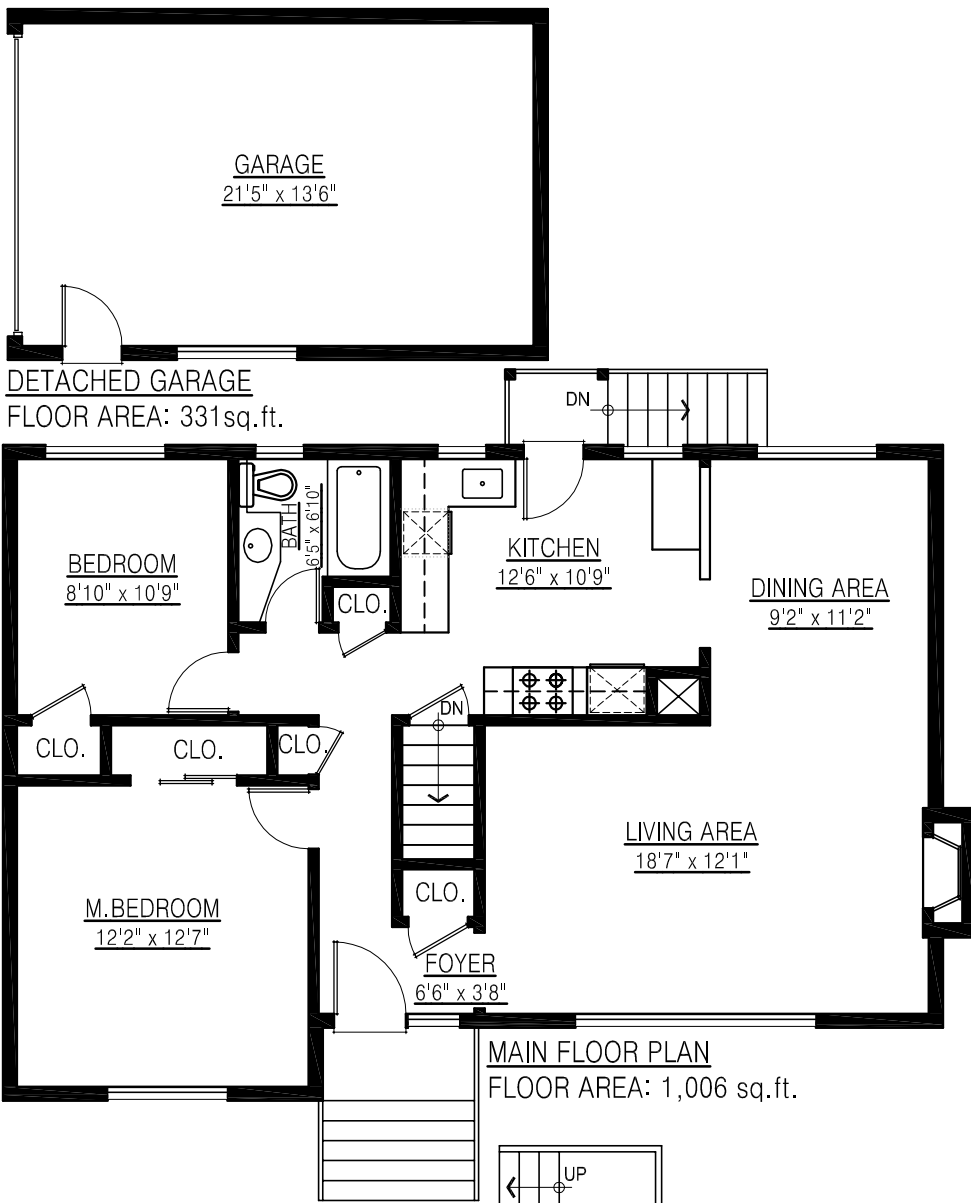 GARAGE
21'5" x 13'6"
DETACHED GARAGE
FLOOR AREA: 331sq.ft.
DN
BEDROOM
8'10" x 10'9"
BATH
6'5" x 6'10"
CLO.
KITCHEN
12'6" x 10'9"
DINING AREA
9'2" x 11'2"
DN
CLO.
CLO.
CLO.
LIVING AREA
18'7" x 12'1"
M.BEDROOM
12'2" x 12'7"
CLO.
FOYER
6'6" x 3'8"
MAIN FLOOR PLAN
FLOOR AREA: 1,006 sq.ft.
UP